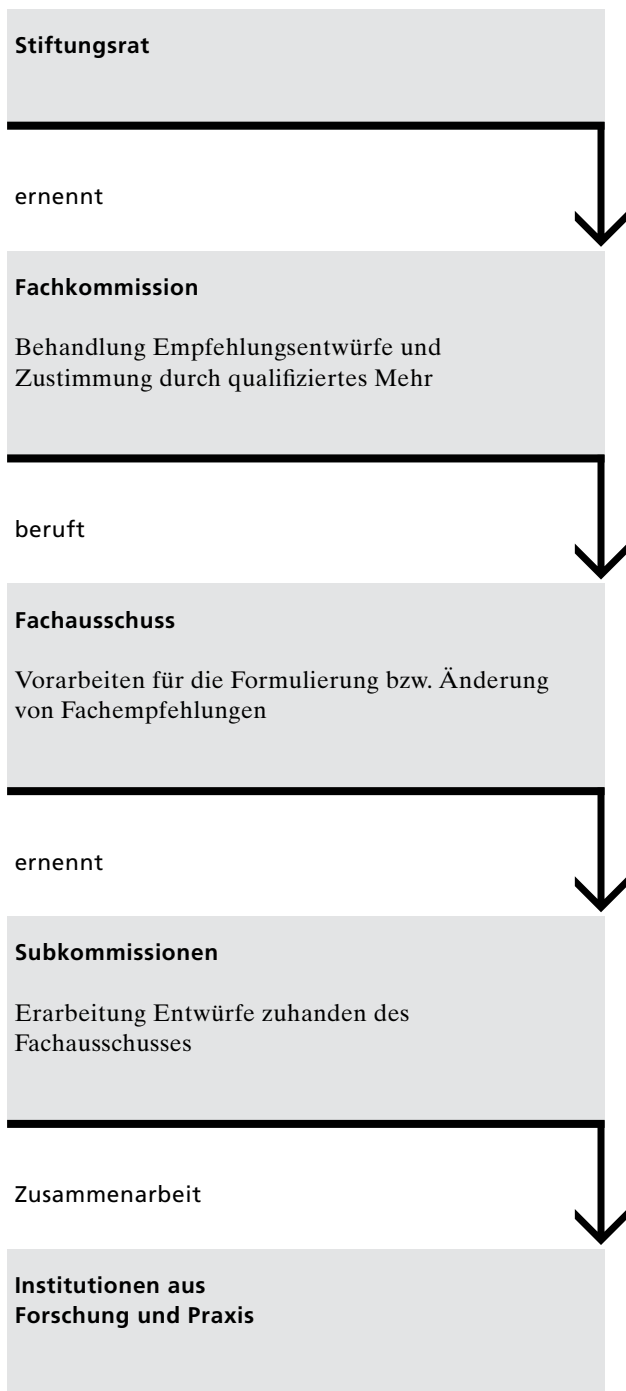 Stiftungsrat
ernennt
Fachkommission
Behandlung Empfehlungsentwürfe und
Zustimmung durch qualifiziertes Mehr
beruft
Fachausschuss
Vorarbeiten für die Formulierung bzw. Änderung
von Fachempfehlungen
ernennt
Subkommissionen
Erarbeitung Entwürfe zuhanden des
Fachausschusses
Zusammenarbeit
Institutionen aus
Forschung und Praxis